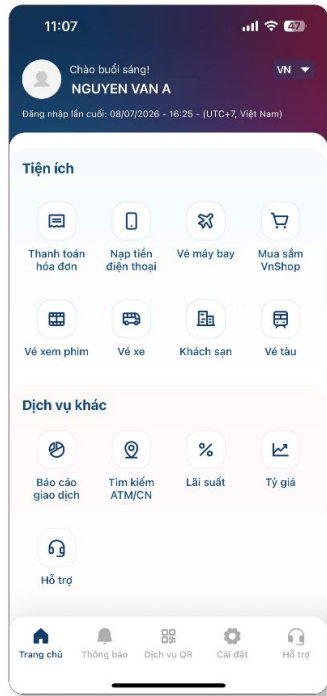 11:07
47
Chào buổi sáng!
VN
NGUYEN VAN A
Đăng nhập lần cuối: 08/07/2026 - 16:25 - (UTC+7, Việt Nam)
Tiện ích
Thanh toán hóa đơn
Nạp tiền điện thoại
Vé máy bay
Mua sắm VnShop
Vé xem phim
Vé xe
Khách sạn
Vé tàu
Dịch vụ khác
Báo cáo giao dịch
Tìm kiếm ATM/CN
Lãi suất
Tỷ giá
Hỗ trợ
Trang chủ
Thông báo
Dịch vụ QR
Cài đặt
Hỗ trợ